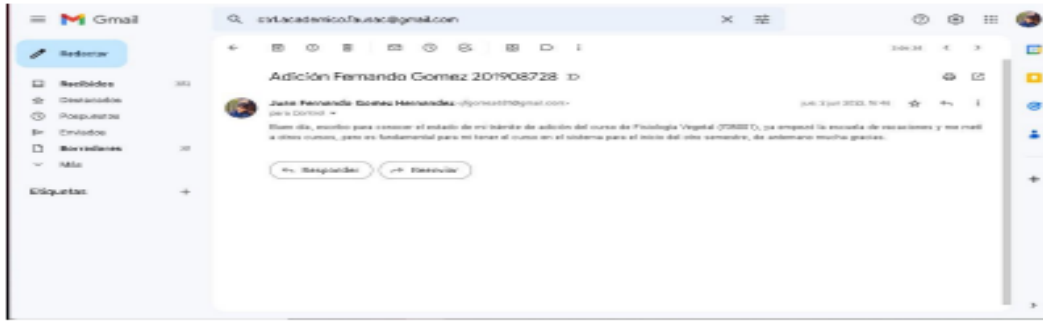 Gmail
Redactar
Recibidos
Destacados
Pospuestos
Enviados
Borradores
Más
Etiquetas
Adición Fernando Gomez 201908728
Juan Fernando Gomez Hernandez
para Control
Buen día, escribo para conocer el estado de mi trámite de adición del curso de Fisiología Vegetal ya empezó la escuela de vacaciones y me metí
a otros cursos, pero es fundamental para mi tener el curso en el sistema para el inicio del otro semestre, de antemano mucha gracias.
Responder
Reenviar